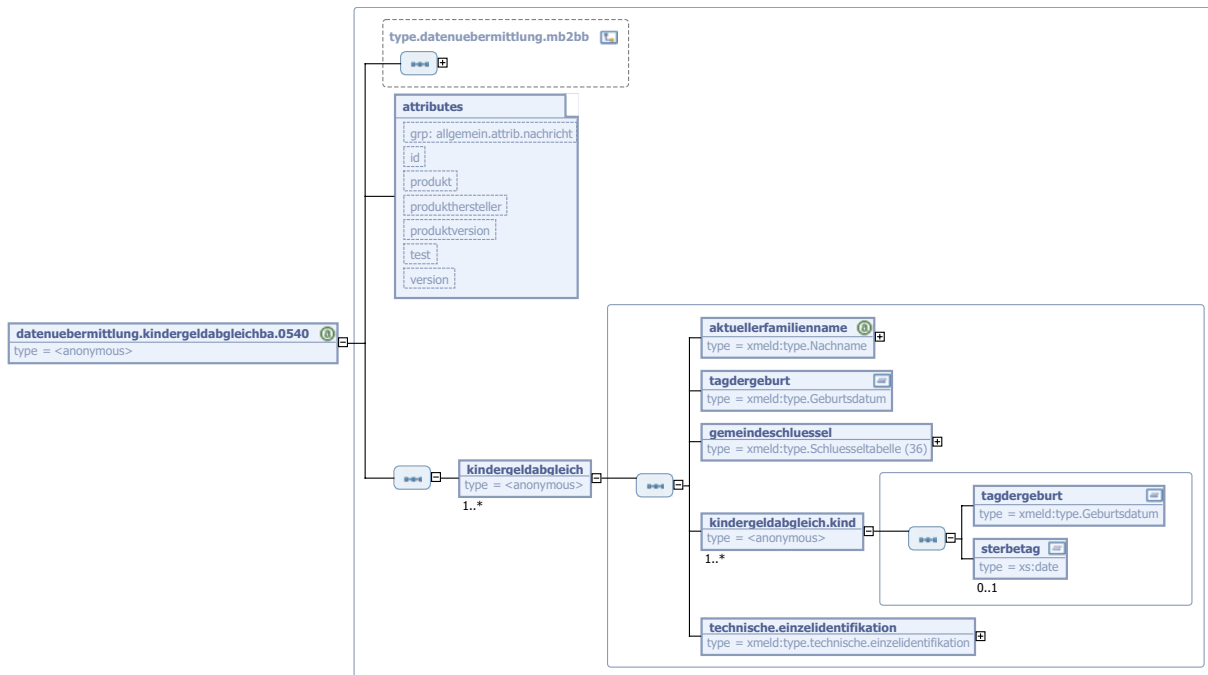 type.datenuebermittlung.mb2bb
attributes
grp: allgemein.attrib.nachricht
id
produkt
produkthersteller
produktversion
test
version
datenuebermittlung.kindergeldabgleichba.0540
type = <anonymous>
kindergeldabgleich
type = <anonymous>
1..*
aktuellerfamilienname
type = xmeld:type.Nachname
tagdergeburt
type = xmeld:type.Geburtsdatum
gemeindeschluessel
type = xmeld:type.Schluesseltabelle (36)
kindergeldabgleich.kind
type = <anonymous>
1..*
tagdergeburt
type = xmeld:type.Geburtsdatum
sterbetag
type = xs:date
0..1
technische.einzelidentifikation
type = xmeld:type.technische.einzelidentifikation